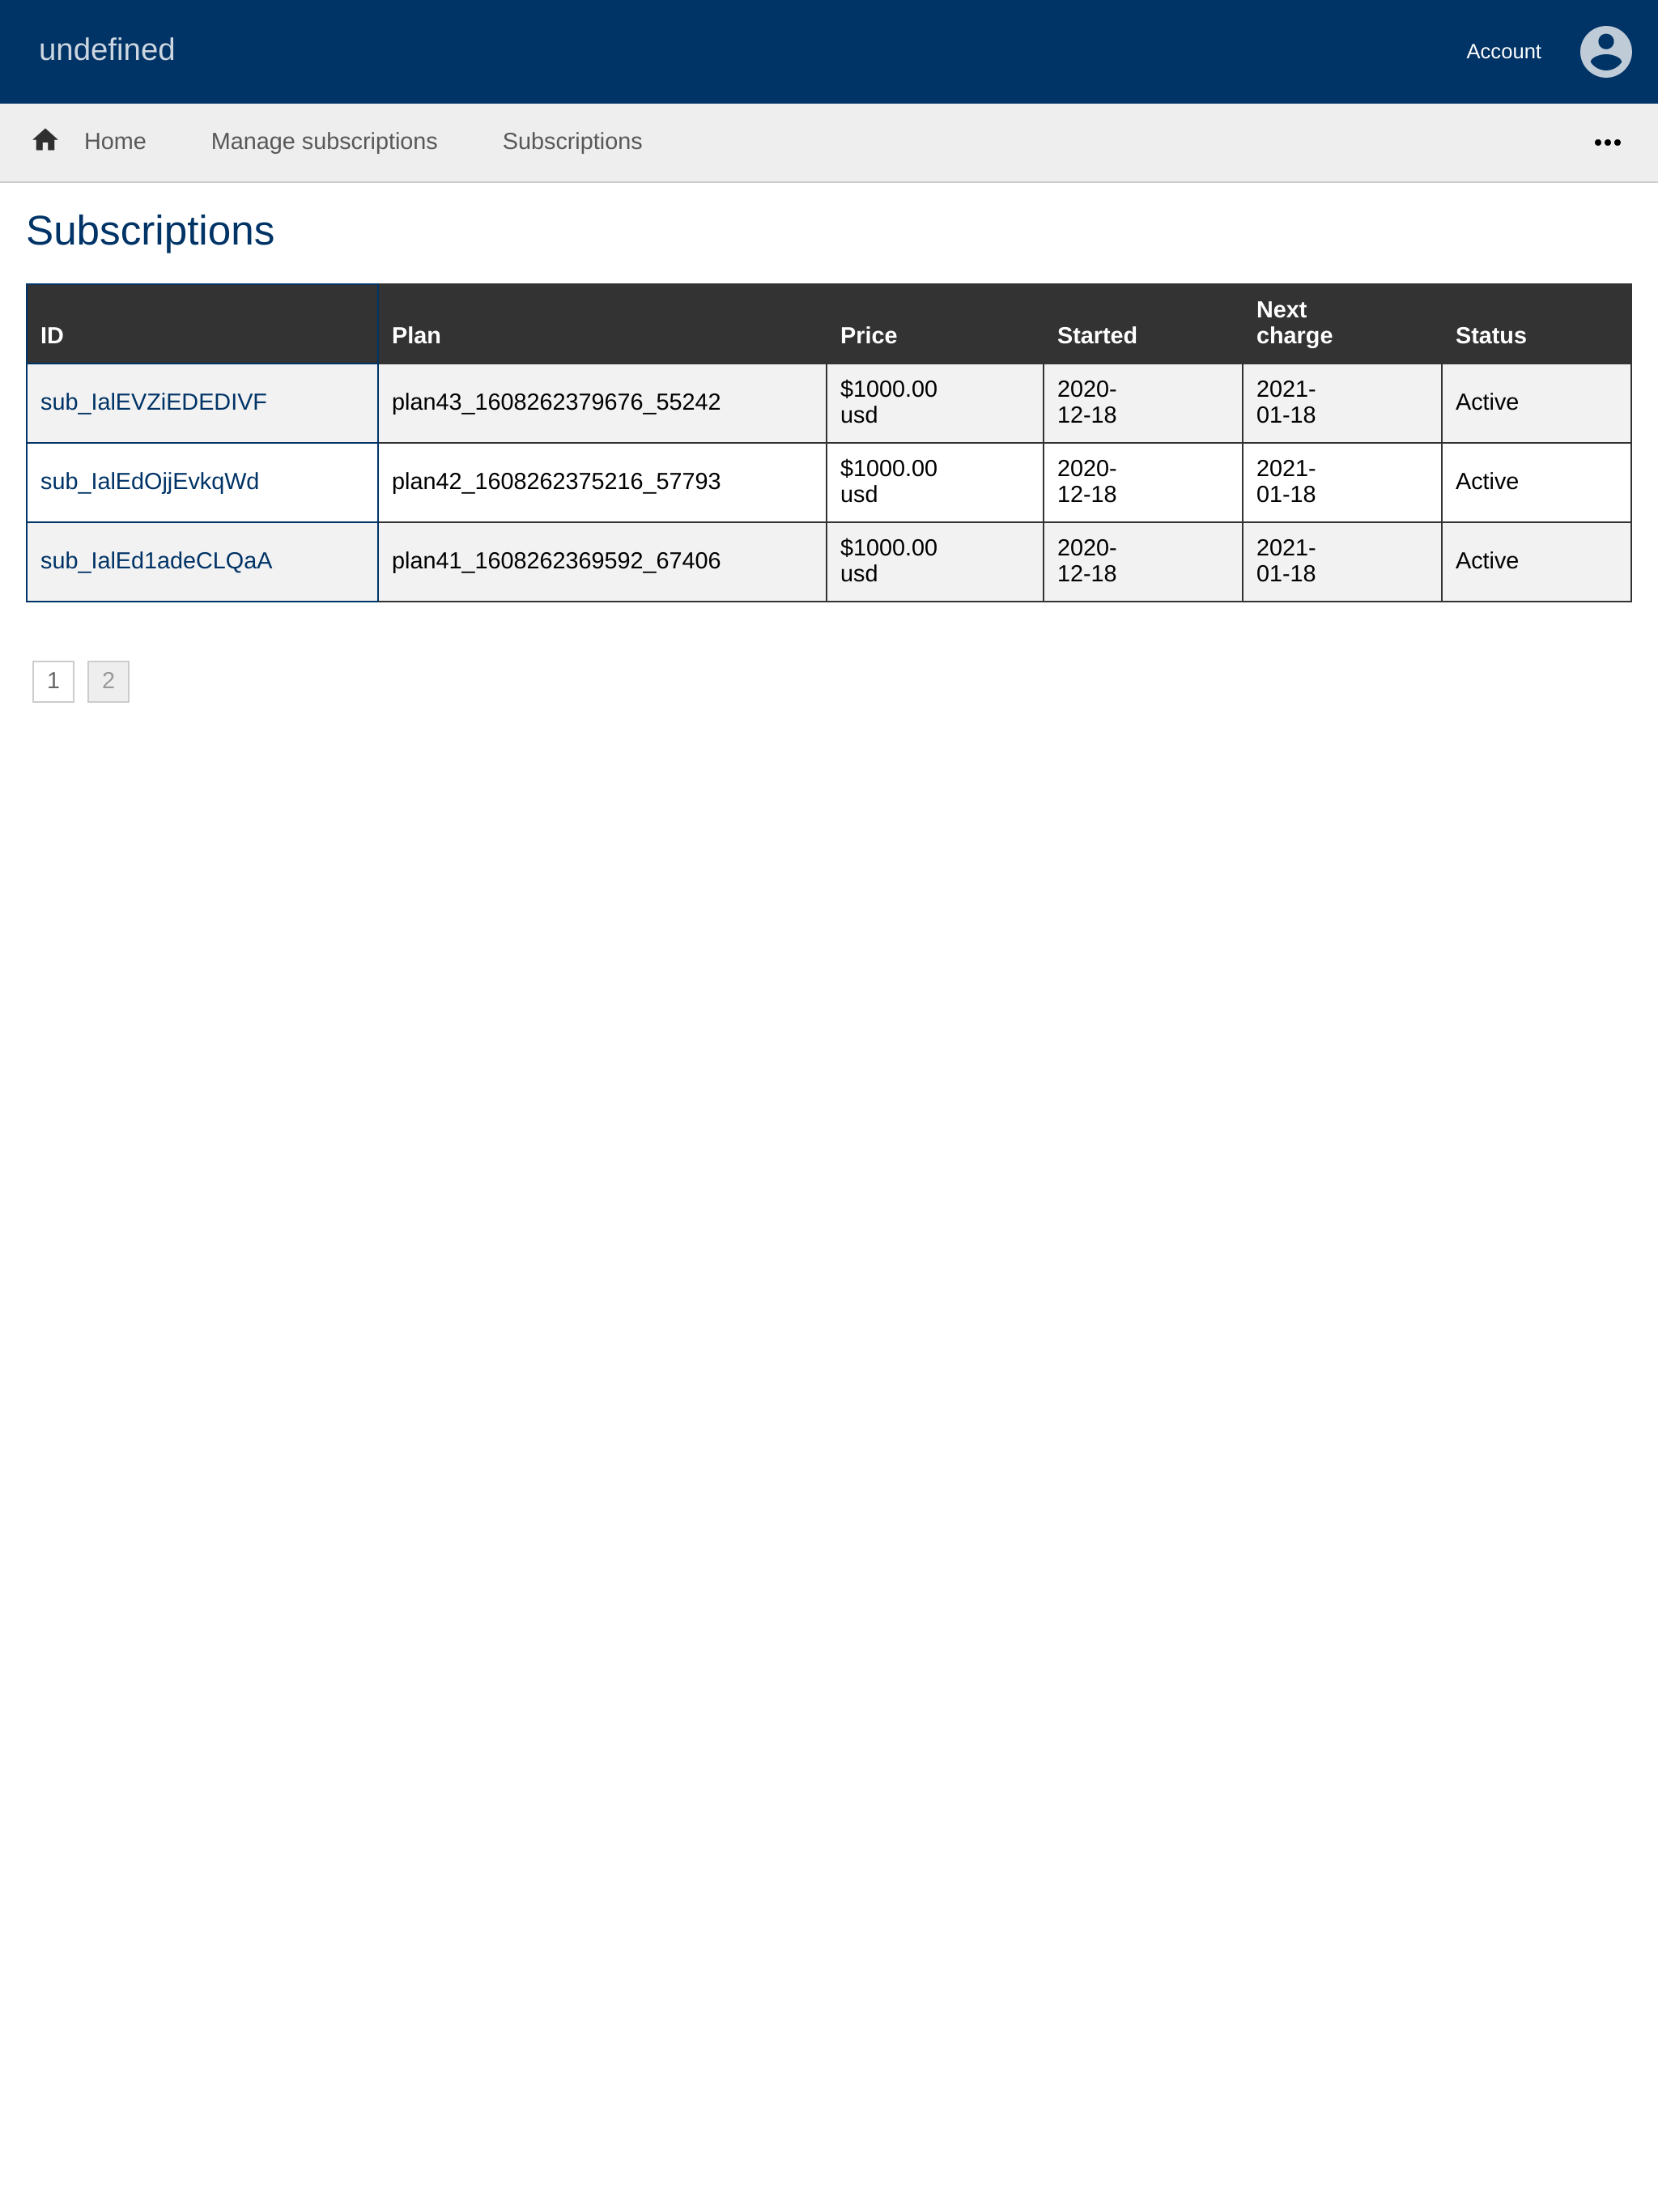 undefined
Account
Home Manage subscriptions Subscriptions
Subscriptions
ID Plan Price Started Next charge Status
sub_IalEVZiEDEDIVF plan43_1608262379676_55242 $1000.00 usd 2020-12-18 2021-01-18 Active
sub_IalEdOjjEvkqWd plan42_1608262375216_57793 $1000.00 usd 2020-12-18 2021-01-18 Active
sub_IalEd1adeCLQaA plan41_1608262369592_67406 $1000.00 usd 2020-12-18 2021-01-18 Active
1 2